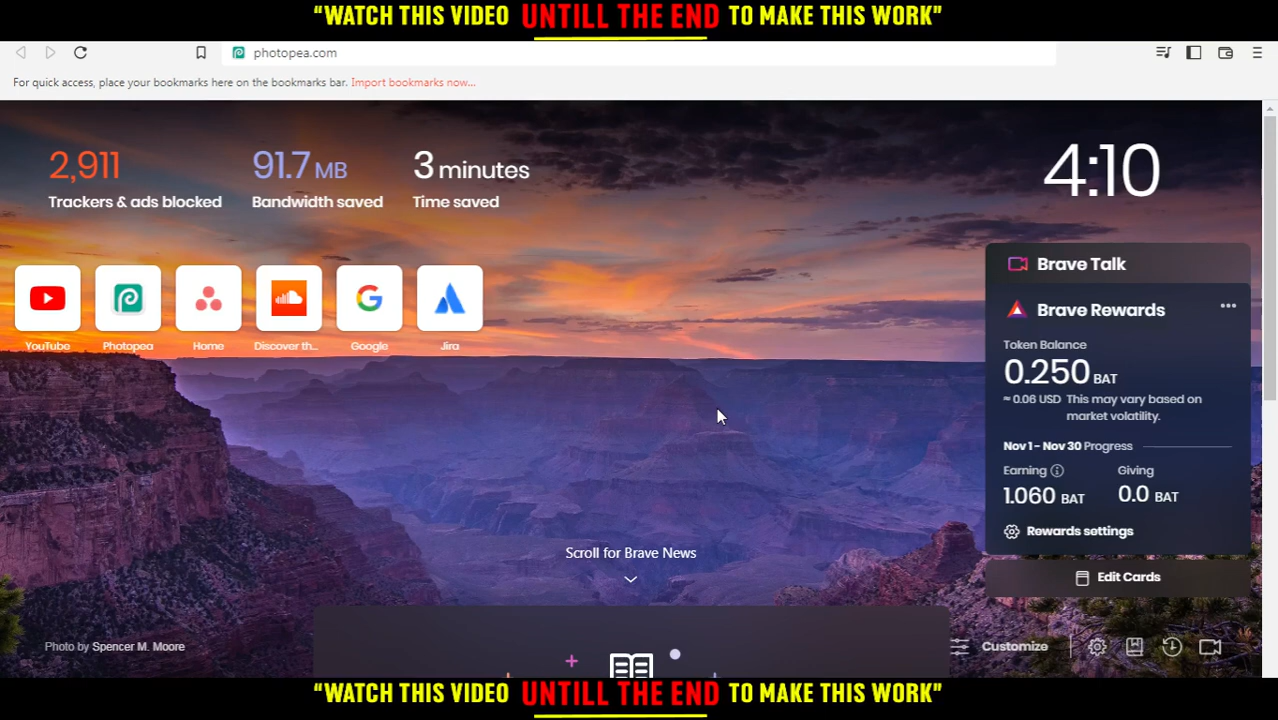 “WATCH THIS VIDEO UNTILL THE END TO MAKE THIS WORK”
photopea.com
For quick access, place your bookmarks here on the bookmarks bar. Import bookmarks now...
2,911
Trackers & ads blocked
91.7 MB
Bandwidth saved
3 minutes
Time saved
4:10
YouTube
Photopea
Home
Discover th...
Google
Jira
Brave Talk
Brave Rewards
Token Balance
0.250 BAT
≈ 0.06 USD This may vary based on
market volatility.
Nov 1 - Nov 30 Progress
Earning
1.060 BAT
Giving
0.0 BAT
Rewards settings
Edit Cards
Scroll for Brave News
Photo by Spencer M. Moore
Customize
“WATCH THIS VIDEO UNTILL THE END TO MAKE THIS WORK”